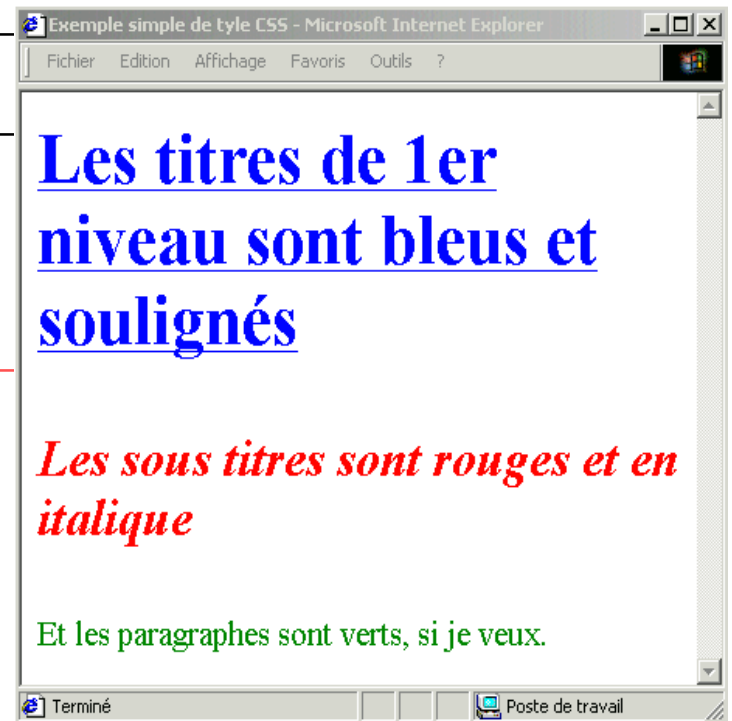 Exemple simple de tyle CSS - Microsoft Internet Explorer
Fichier Edition Affichage Favoris Outils ?
Les titres de 1er
niveau sont bleus et
soulignés
Les sous titres sont rouges et en
italique
Et les paragraphes sont verts, si je veux.
Terminé Poste de travail